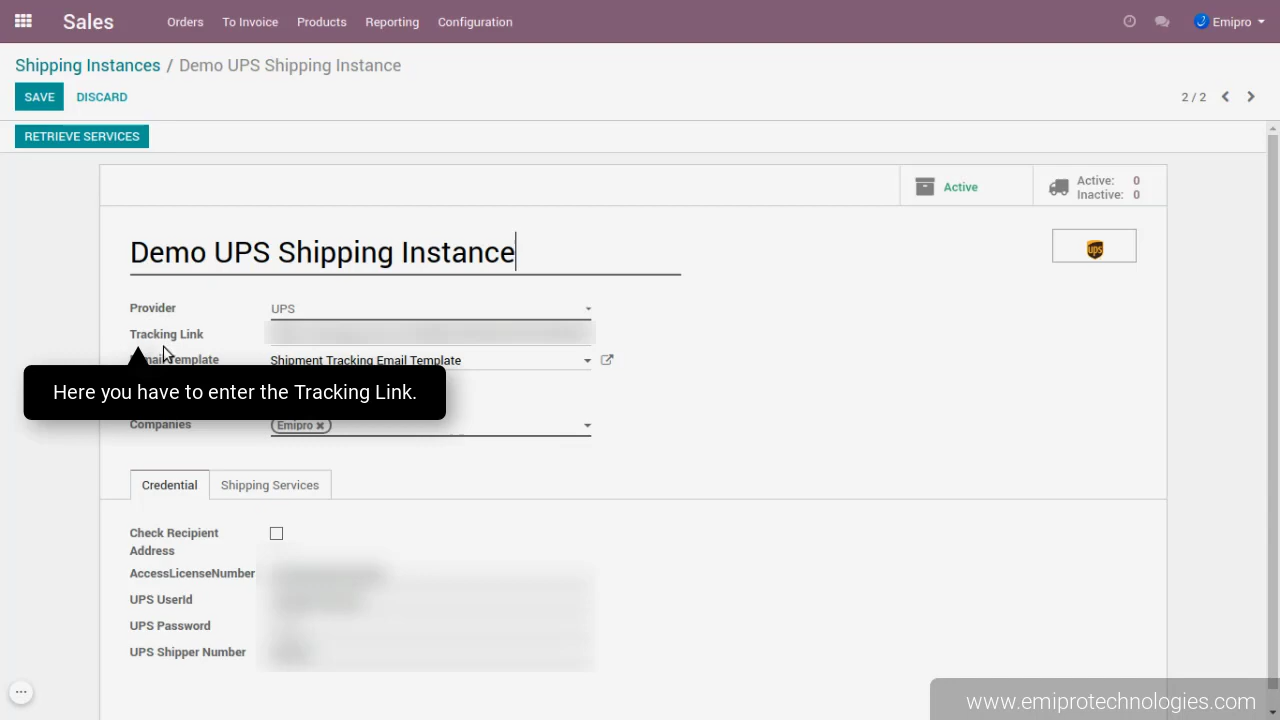 Sales Orders To Invoice Products Reporting Configuration Emipro
Shipping Instances / Demo UPS Shipping Instance
SAVE DISCARD 2 / 2
RETRIEVE SERVICES
Active
Active: 0
Inactive: 0
Demo UPS Shipping Instance
ups
Provider UPS
Tracking Link
Email Template Shipment Tracking Email Template
Here you have to enter the Tracking Link.
Companies Emipro ×
Credential Shipping Services
Check Recipient
Address
AccessLicenseNumber
UPS UserId
UPS Password
UPS Shipper Number
www.emiprotechnologies.com